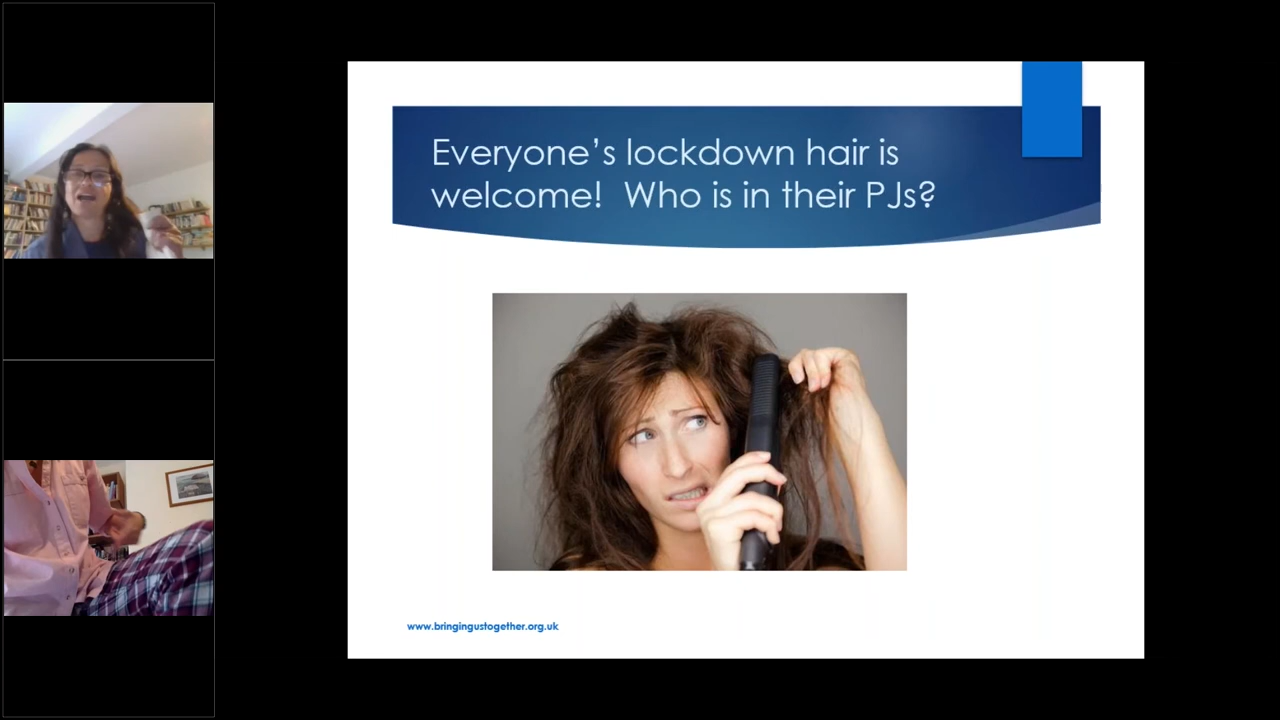 Everyone’s lockdown hair is
welcome!  Who is in their PJs?
www.bringingustogether.org.uk